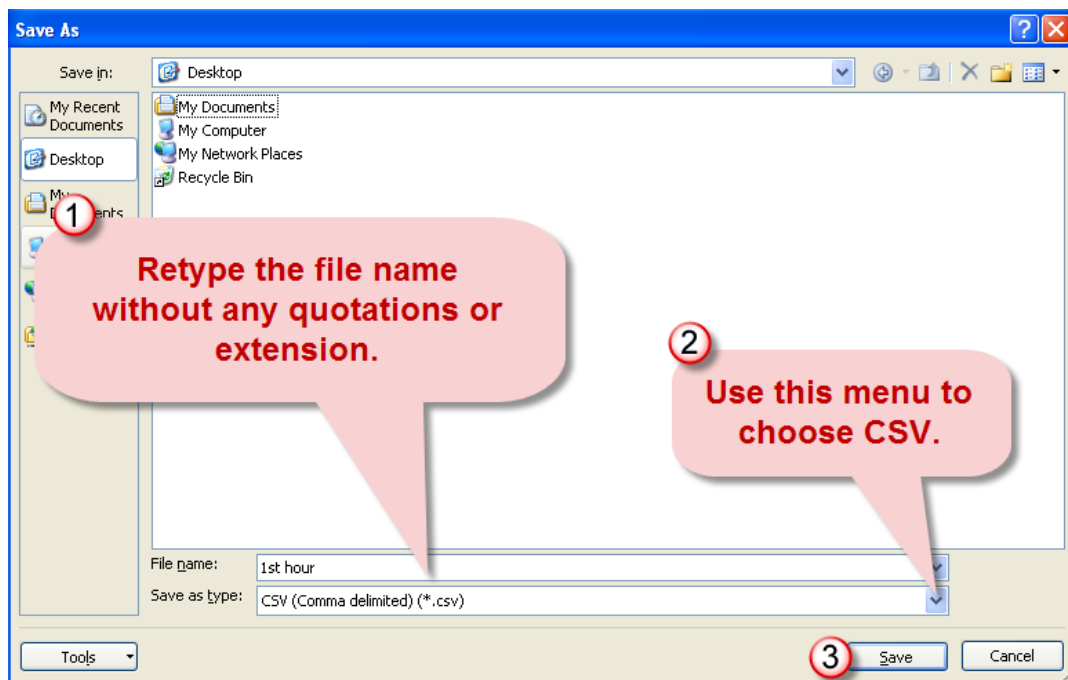 Save As
Save in:
Desktop
My Recent
Documents
Desktop
My
ents
My Documents
My Computer
My Network Places
Recycle Bin
1
Retype the file name
without any quotations or
extension.
2
Use this menu to
choose CSV.
File name:
1st hour
Save as type:
CSV (Comma delimited) (*.csv)
Tools
3
Save
Cancel